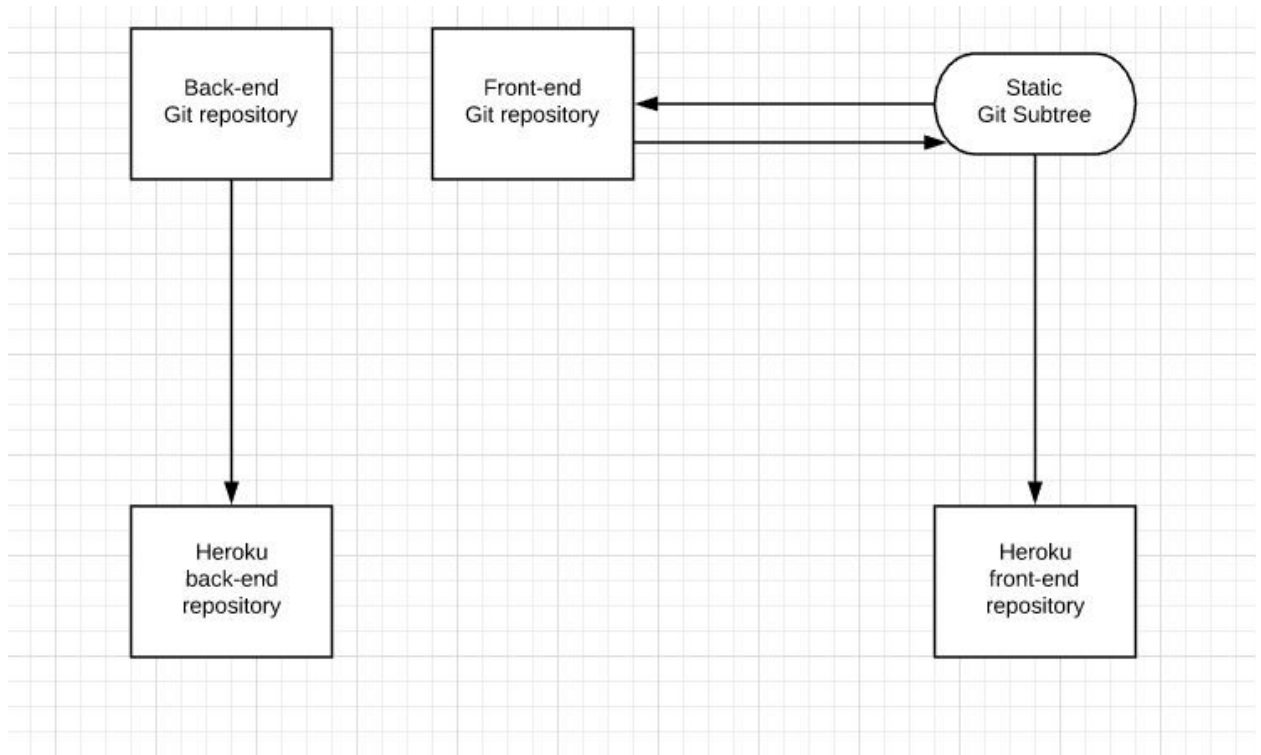 Back-end
Git repository
Front-end
Git repository
Static
Git Subtree
Heroku
back-end
repository
Heroku
front-end
repository